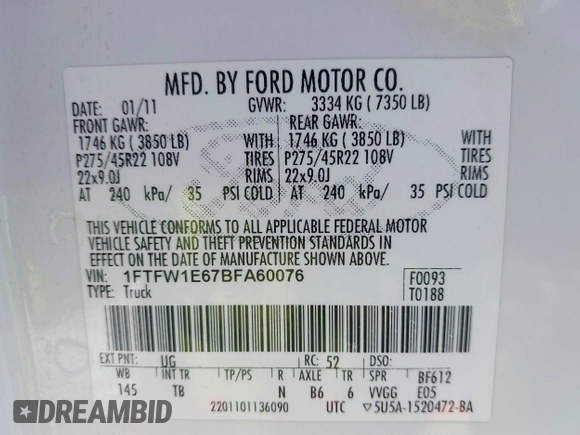 MFD. BY FORD MOTOR CO.
DATE: 01/11 GVWR: 3334 KG ( 7350 LB)
FRONT GAWR: REAR GAWR:
1746 KG ( 3850 LB) WITH 1746 KG ( 3850 LB) WITH
P275/45R22 108V TIRES P275/45R22 108V TIRES
22x9.0J RIMS 22x9.0J RIMS
AT 240 kPa/ 35 PSI COLD AT 240 kPa/ 35 PSI COLD
THIS VEHICLE CONFORMS TO ALL APPLICABLE FEDERAL MOTOR
VEHICLE SAFETY AND THEFT PREVENTION STANDARDS IN
EFFECT ON THE DATE OF MANUFACTURE SHOWN ABOVE.
VIN: 1FTFW1E67BFA60076 F0093
TYPE: Truck T0188
EXT PNT: UG RC: 52 DSO:
WB INT TR TP/PS R AXLE TR SPR BF612
145 TB N B6 6 VVGG E05
2201101136090 UTC ▽5U5A-1520472-BA
DREAMBID
dreambid.com